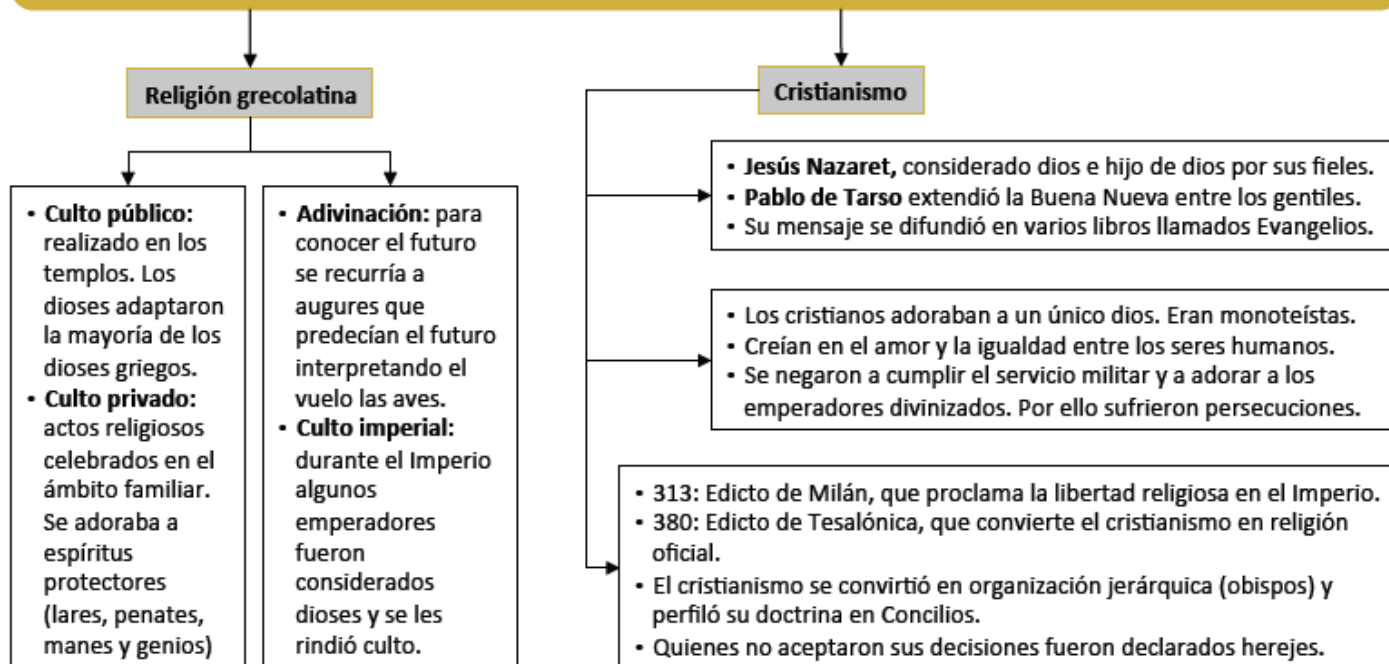 Religión grecolatina
• Culto público:
realizado en los
templos. Los
dioses adaptaron
la mayoría de los
dioses griegos.
• Culto privado:
actos religiosos
celebrados en el
ámbito familiar.
Se adoraba a
espíritus
protectores
(lares, penates,
manes y genios)
• Adivinación: para
conocer el futuro
se recurría a
augures que
predecían el futuro
interpretando el
vuelo las aves.
• Culto imperial:
durante el Imperio
algunos
emperadores
fueron
considerados
dioses y se les
rindió culto.
Cristianismo
• Jesús Nazaret, considerado dios e hijo de dios por sus fieles.
• Pablo de Tarso extendió la Buena Nueva entre los gentiles.
• Su mensaje se difundió en varios libros llamados Evangelios.
• Los cristianos adoraban a un único dios. Eran monoteístas.
• Creían en el amor y la igualdad entre los seres humanos.
• Se negaron a cumplir el servicio militar y a adorar a los
emperadores divinizados. Por ello sufrieron persecuciones.
• 313: Edicto de Milán, que proclama la libertad religiosa en el Imperio.
• 380: Edicto de Tesalónica, que convierte el cristianismo en religión
oficial.
• El cristianismo se convirtió en organización jerárquica (obispos) y
perfiló su doctrina en Concilios.
• Quienes no aceptaron sus decisiones fueron declarados herejes.